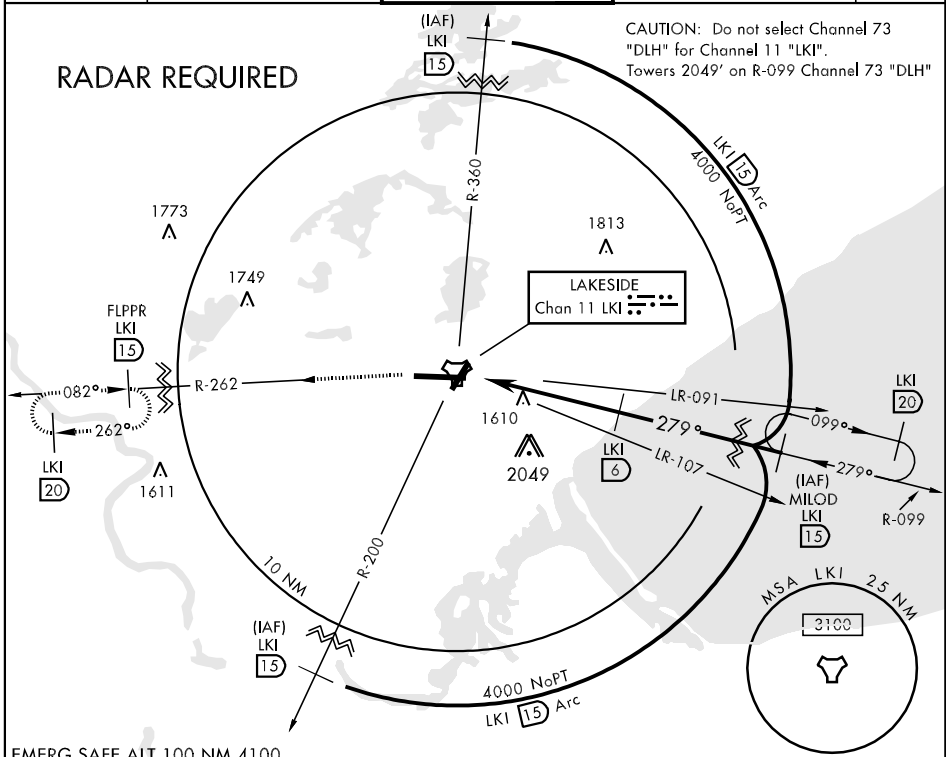 (IAF)
LKI
15
CAUTION: Do not select Channel 73
"DLH" for Channel 11 "LKI".
Towers 2049' on R-099 Channel 73 "DLH"
RADAR REQUIRED
R-360
LKI 15 Arc
4000 NoPT
1773
1813
1749
LAKESIDE
Chan 11 LKI
FLPPR
LKI
15
082°
R-262
262°
LKI
20
1611
1610
2049
LR-091
279°
LR-107
LKI
6
099°
LKI
20
279°
(IAF)
MILOD
LKI
15
R-099
R-200
10 NM
(IAF)
LKI
15
4000 NoPT
LKI 15 Arc
MSA LKI 25 NM
3100
EMERG SAFE ALT 100 NM 4100